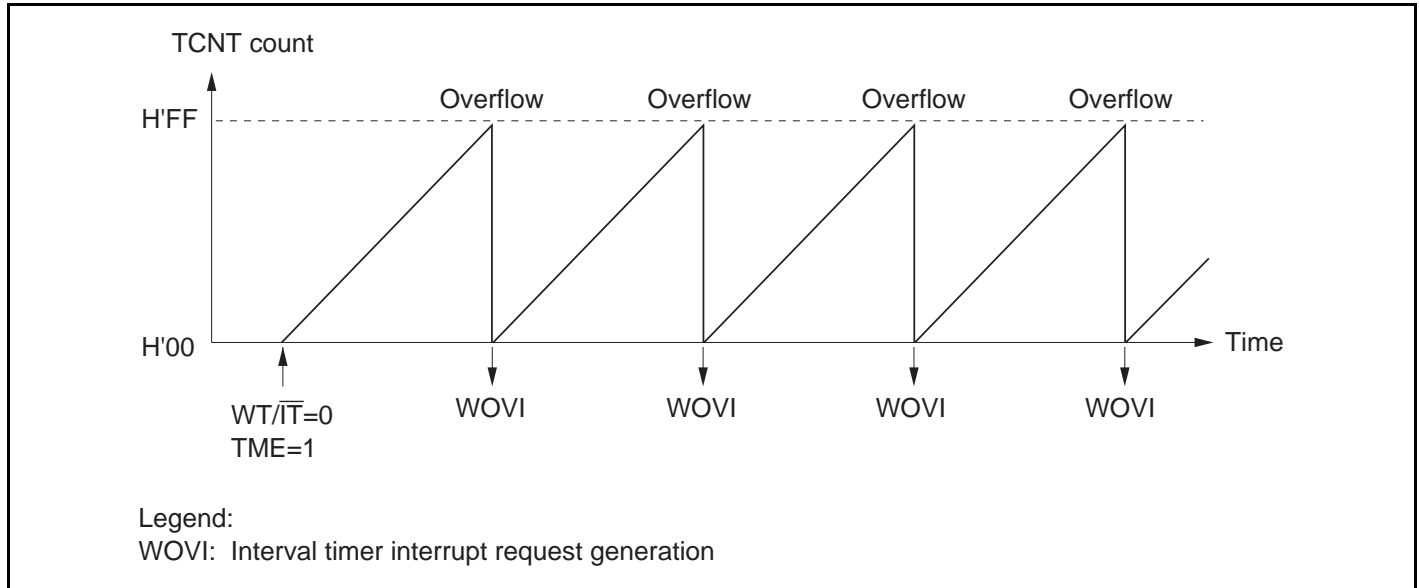 TCNT count
Overflow Overflow Overflow Overflow
H'FF
H'00
Time
WT/I̅T̅=0
TME=1
WOVI WOVI WOVI WOVI
Legend:
WOVI: Interval timer interrupt request generation